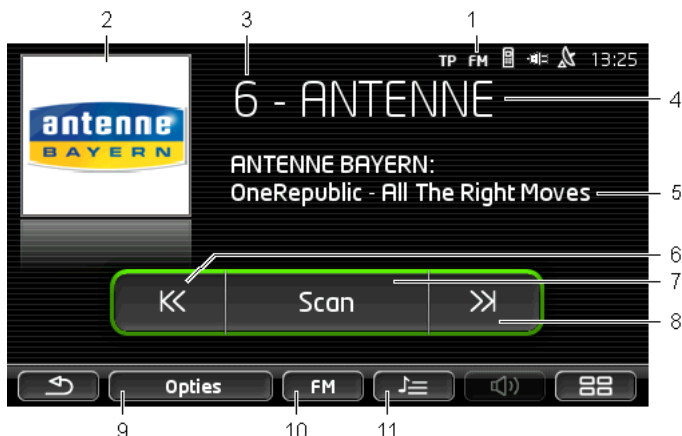 1
2
3
TP FM 13:25
6 - ANTENNE
4
antenne
BAYERN
ANTENNE BAYERN:
OneRepublic - All The Right Moves
5
6
7
Scan
8
Opties
FM
9
10
11